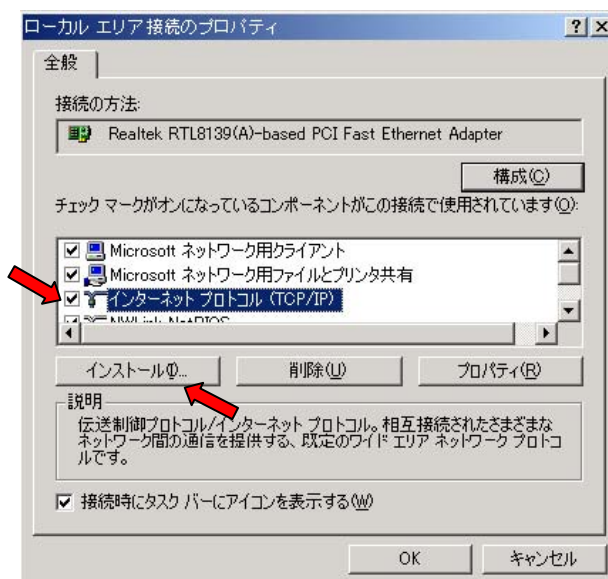 ローカル エリア接続のプロパティ
全般
接続の方法:
Realtek RTL8139(A)-based PCI Fast Ethernet Adapter
構成(C)
チェック マークがオンになっているコンポーネントがこの接続で使用されています(O):
Microsoft ネットワーク用クライアント
Microsoft ネットワーク用ファイルとプリンタ共有
インターネット プロトコル (TCP/IP)
NWLink NetBIOS
インストール(I)... 削除(U) プロパティ(R)
説明
伝送制御プロトコル/インターネット プロトコル。相互接続されたさまざまな
ネットワーク間の通信を提供する、既定のワイド エリア ネットワーク プロトコ
ルです。
接続時にタスク バーにアイコンを表示する(W)
OK キャンセル